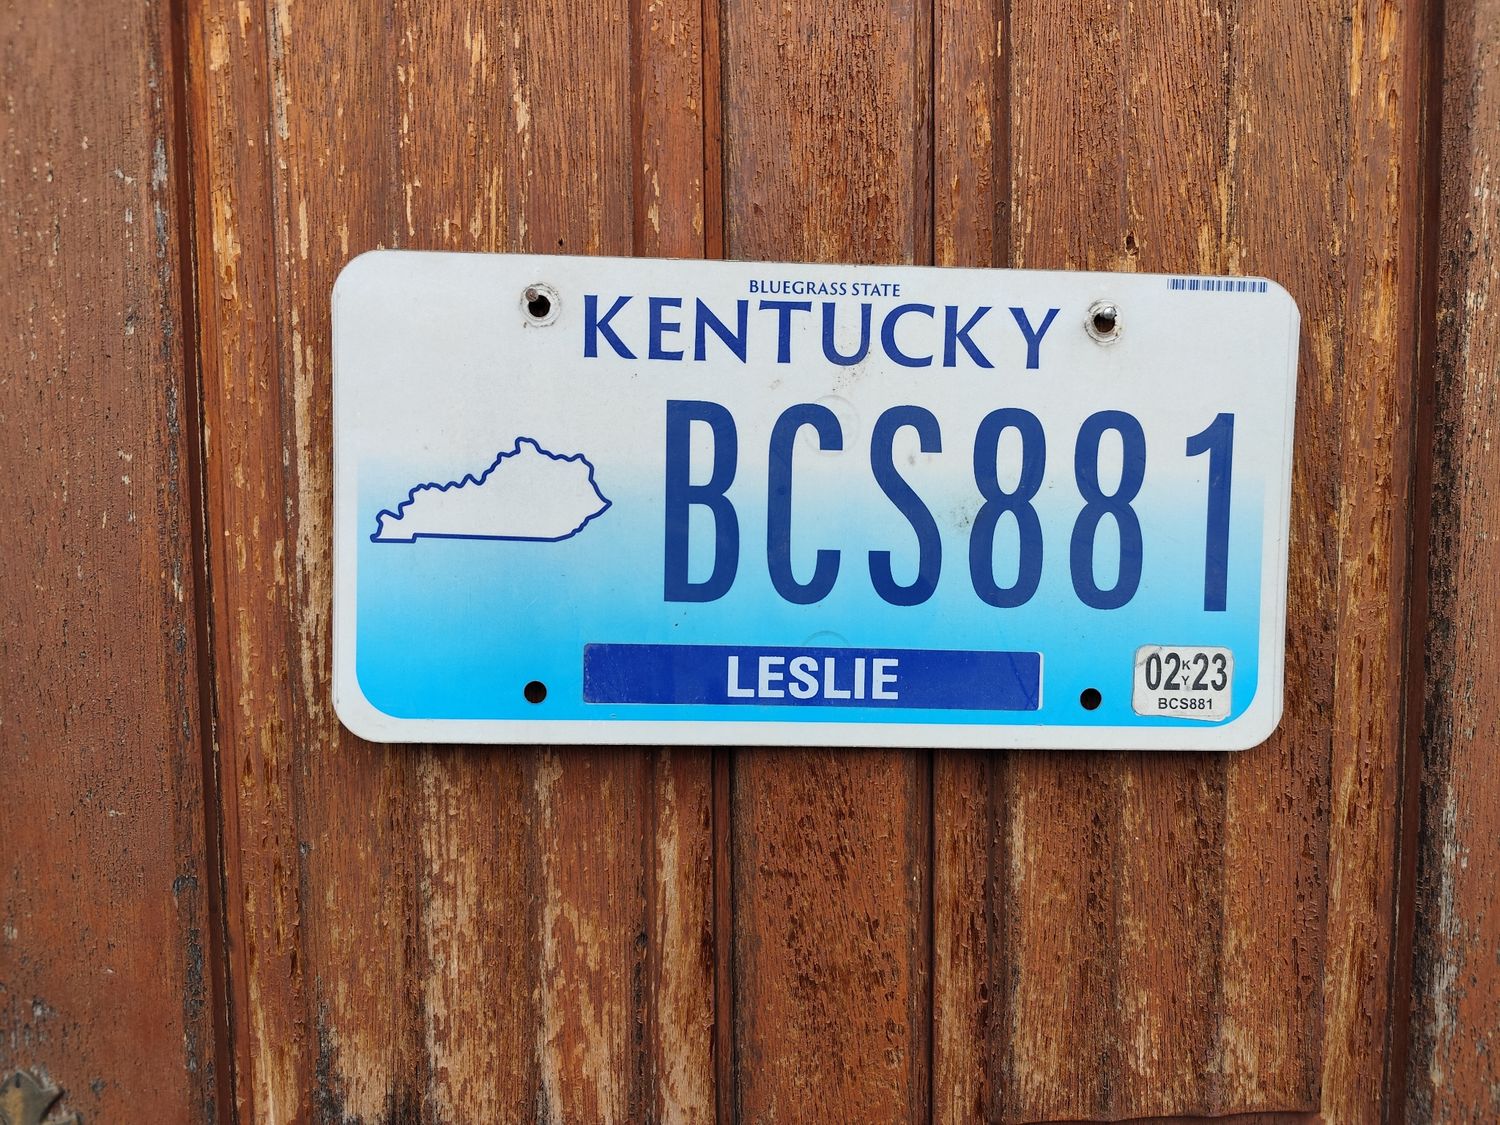 BLUEGRASS STATE
KENTUCKY
BCS881
LESLIE
02 KY 23
BCS881